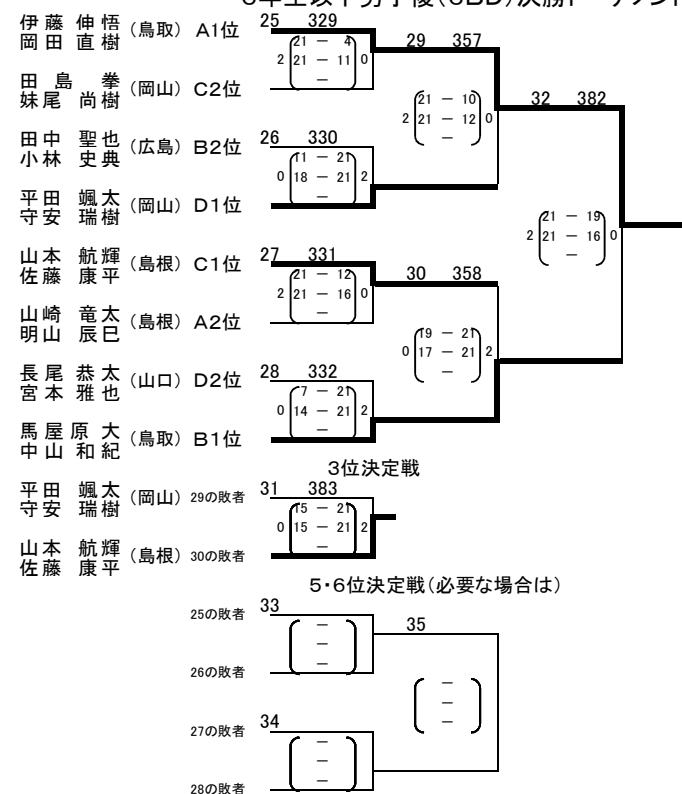 6年生以下男子複(6BD)決勝トーナメント
伊藤 伸悟
岡田 直樹
(鳥取) A1位
25 329
21 － 4
2 21 － 11 0
－
田島 拳
妹尾 尚樹
(岡山) C2位
29 357
21 － 10
2 21 － 12 0
－
田中 聖也
小林 史典
(広島) B2位
26 330
11 － 21
0 18 － 21 2
－
平田 颯太
守安 瑞樹
(岡山) D1位
32 382
21 － 19
2 21 － 16 0
－
山本 航輝
佐藤 康平
(島根) C1位
27 331
21 － 12
2 21 － 16 0
－
山崎 竜太
明山 辰巳
(島根) A2位
30 358
19 － 21
0 17 － 21 2
－
長尾 恭太
宮本 雅也
(山口) D2位
28 332
7 － 21
0 14 － 21 2
－
馬屋原 大
中山 和紀
(鳥取) B1位
3位決定戦
平田 颯太
守安 瑞樹
(岡山) 29の敗者
31 383
15 － 21
0 15 － 21 2
－
山本 航輝
佐藤 康平
(島根) 30の敗者
5・6位決定戦(必要な場合は)
25の敗者
33
－
－
－
26の敗者
35
－
－
－
27の敗者
34
－
－
－
28の敗者